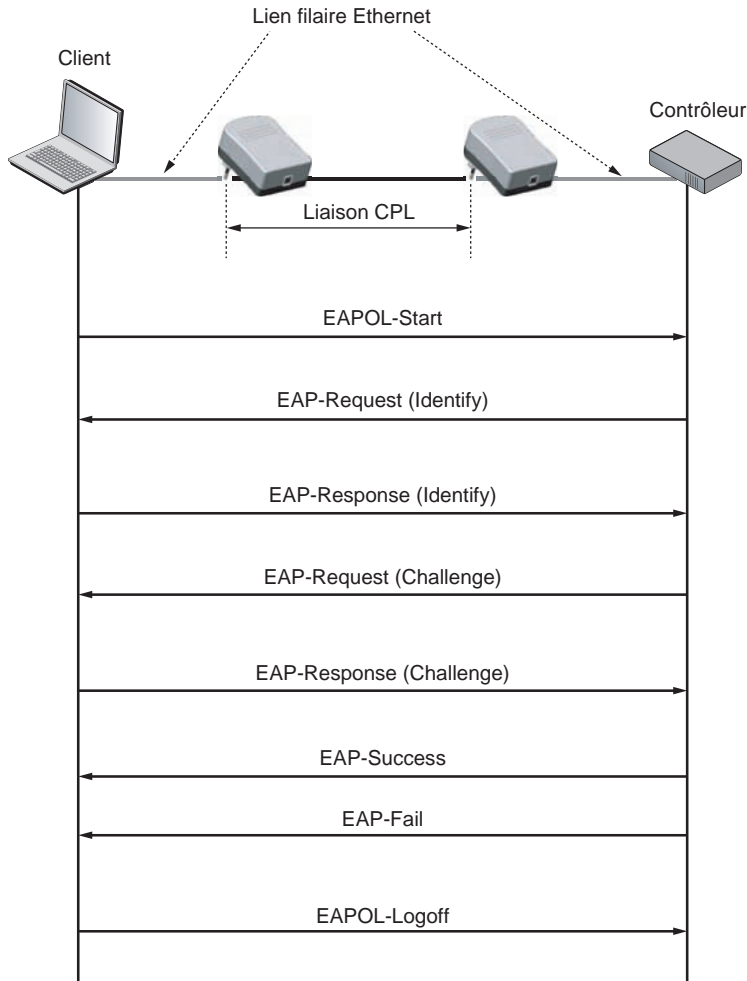 Lien filaire Ethernet
Client
Contrôleur
Liaison CPL
EAPOL-Start
EAP-Request (Identify)
EAP-Response (Identify)
EAP-Request (Challenge)
EAP-Response (Challenge)
EAP-Success
EAP-Fail
EAPOL-Logoff